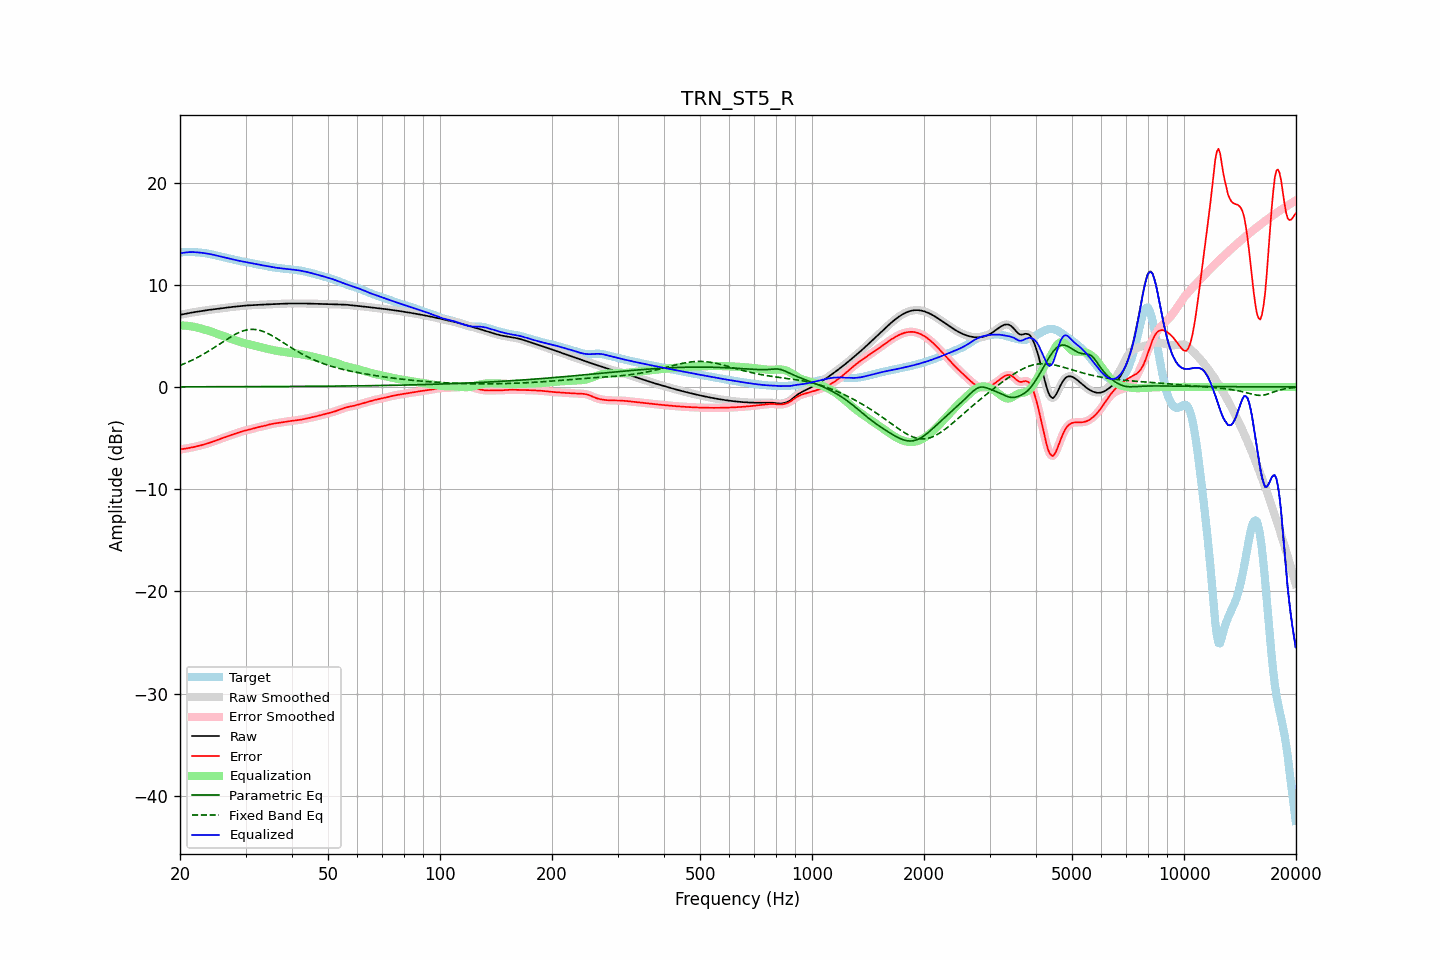 TRN_ST5_R
Amplitude (dBr)
20
10
0
−10
−20
−30
−40
Target
Raw Smoothed
Error Smoothed
Raw
Error
Equalization
Parametric Eq
Fixed Band Eq
Equalized
20 50 100 200 500 1000 2000 5000 10000 20000
Frequency (Hz)